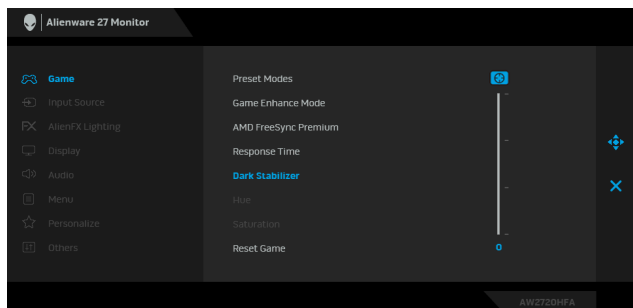 Alienware 27 Monitor
Game
Input Source
AlienFX Lighting
Display
Audio
Menu
Personalize
Others
Preset Modes
Game Enhance Mode
AMD FreeSync Premium
Response Time
Dark Stabilizer
Hue
Saturation
Reset Game
0
AW2720HFA